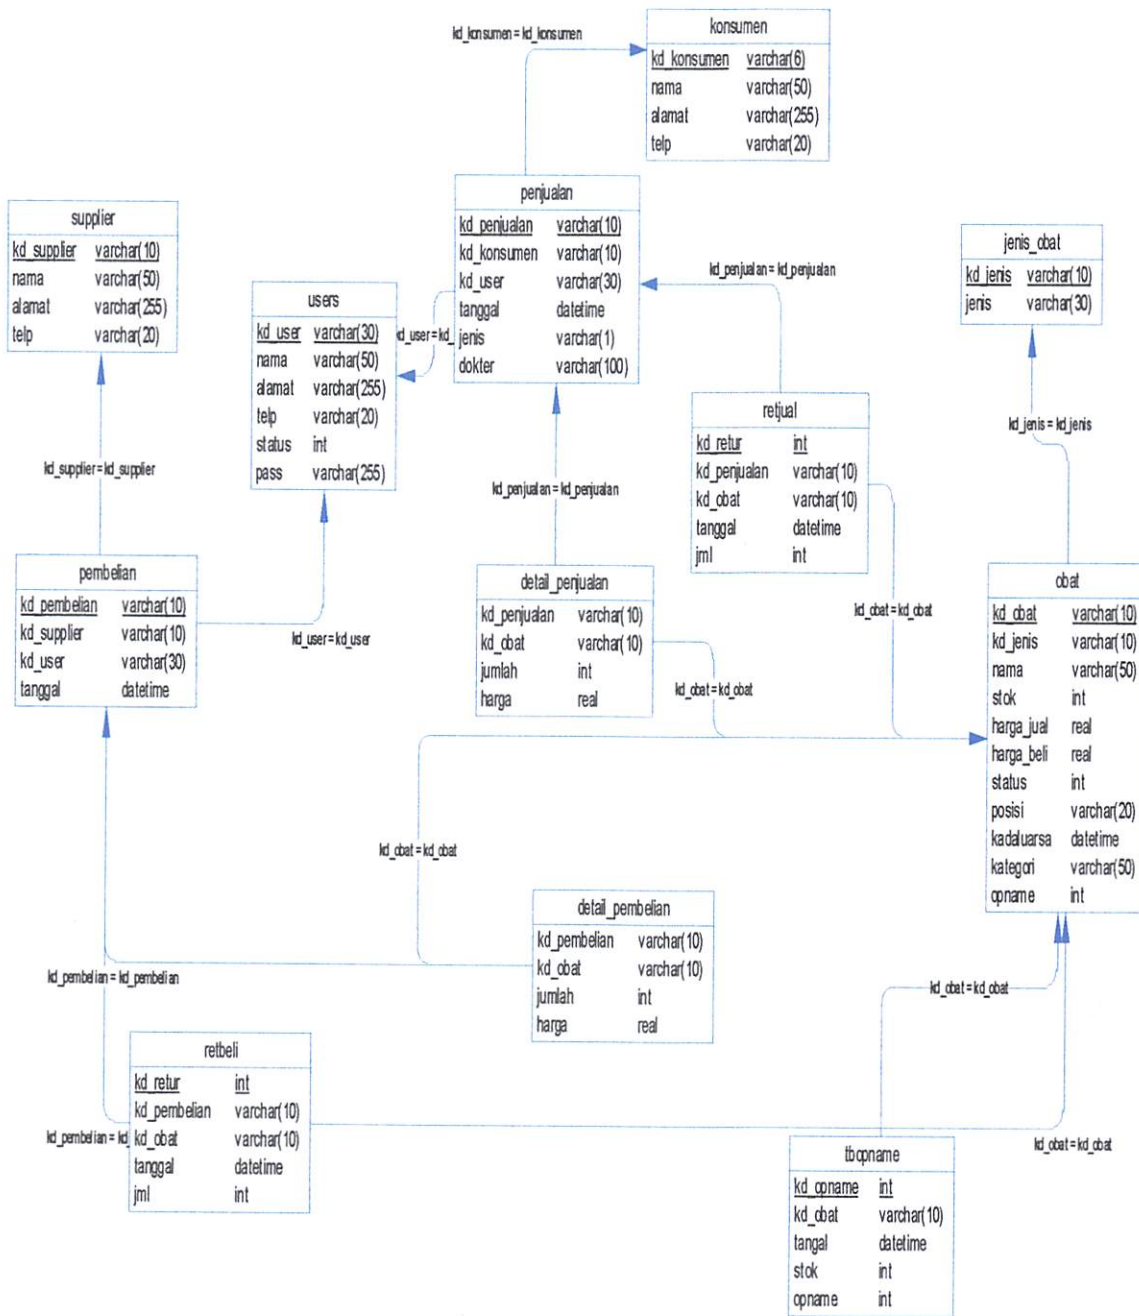 kd_konsumen = kd_konsumen
konsumen
kd_konsumen varchar(6)
nama varchar(50)
alamat varchar(255)
telp varchar(20)
penjualan
kd_penjualan varchar(10)
kd_konsumen varchar(10)
kd_user varchar(30)
tanggal datetime
jenis varchar(1)
dokter varchar(100)
supplier
kd_supplier varchar(10)
nama varchar(50)
alamat varchar(255)
telp varchar(20)
users
kd_user varchar(30)
nama varchar(50)
alamat varchar(255)
telp varchar(20)
status int
pass varchar(255)
kd_user = kd_
kd_penjualan = kd_penjualan
jenis_obat
kd_jenis varchar(10)
jenis varchar(30)
retjual
kd_retur int
kd_penjualan varchar(10)
kd_obat varchar(10)
tanggal datetime
jml int
kd_jenis = kd_jenis
kd_supplier = kd_supplier
kd_penjualan = kd_penjualan
pembelian
kd_pembelian varchar(10)
kd_supplier varchar(10)
kd_user varchar(30)
tanggal datetime
kd_user = kd_user
detail_penjualan
kd_penjualan varchar(10)
kd_obat varchar(10)
jumlah int
harga real
kd_obat = kd_obat
kd_obat = kd_obat
obat
kd_obat varchar(10)
kd_jenis varchar(10)
nama varchar(50)
stok int
harga_jual real
harga_beli real
status int
posisi varchar(20)
kadaluarsa datetime
kategori varchar(50)
opname int
kd_obat = kd_obat
detail_pembelian
kd_pembelian varchar(10)
kd_obat varchar(10)
jumlah int
harga real
kd_pembelian = kd_pembelian
kd_obat = kd_obat
retbeli
kd_retur int
kd_pembelian varchar(10)
kd_obat varchar(10)
tanggal datetime
jml int
kd_pembelian = kd_
kd_obat = kd_obat
tbopname
kd_opname int
kd_obat varchar(10)
tangal datetime
stok int
opname int